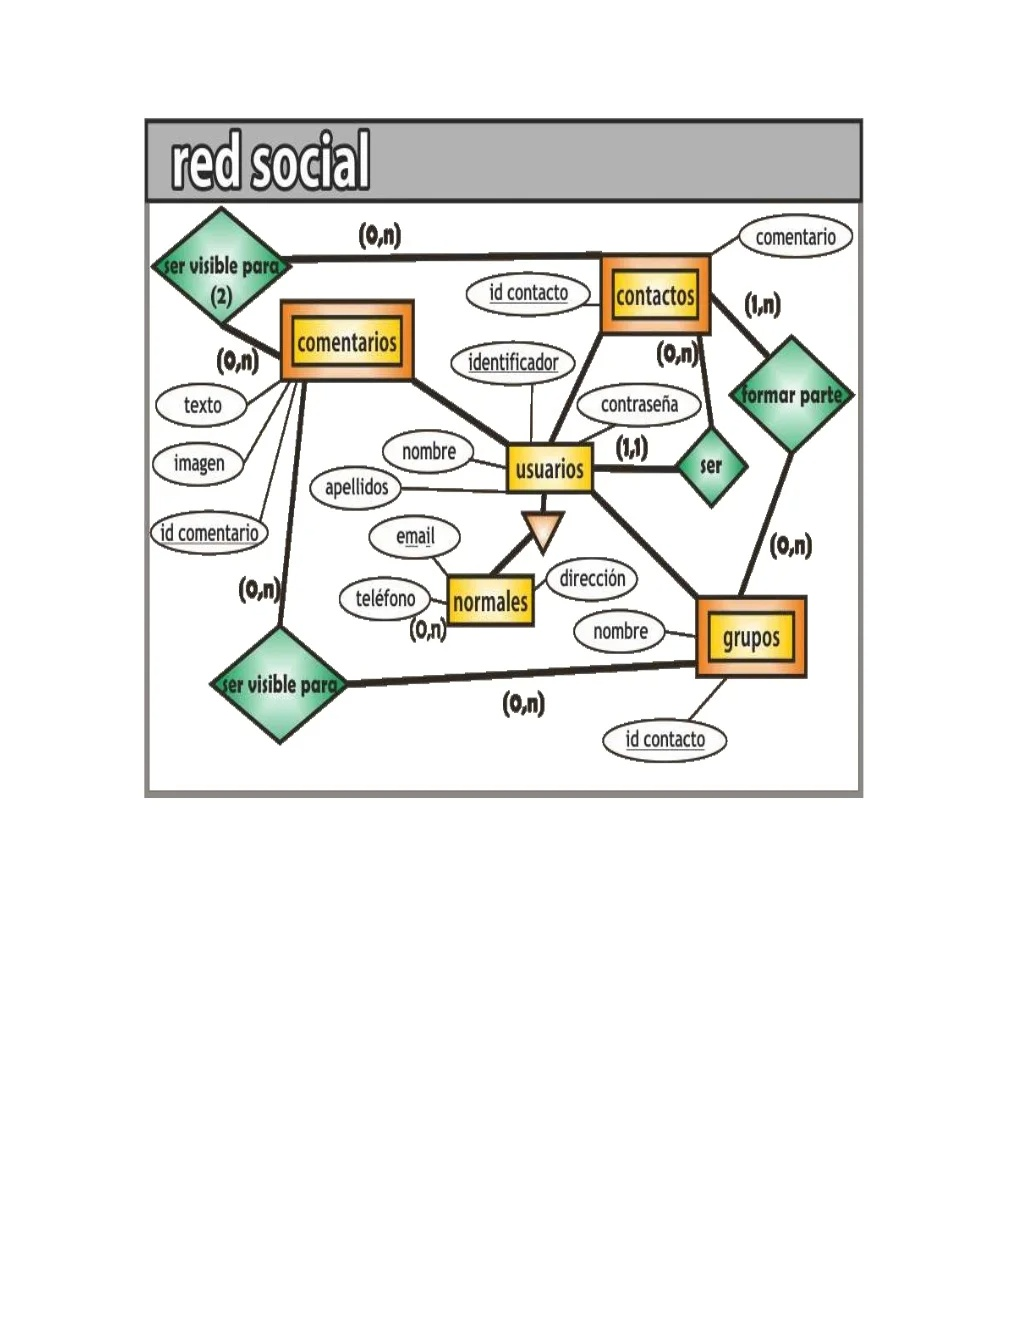 red social
(0,n)
comentario
ser visible para
(2)
id contacto
contactos
(1,n)
comentarios
(0,n)
(0,n)
identificador
texto
contraseña
formar parte
nombre
(1,1)
imagen
usuarios
ser
apellidos
id comentario
email
(0,n)
dirección
(0,n)
teléfono
normales
(0,n)
nombre
grupos
ser visible para
(0,n)
id contacto